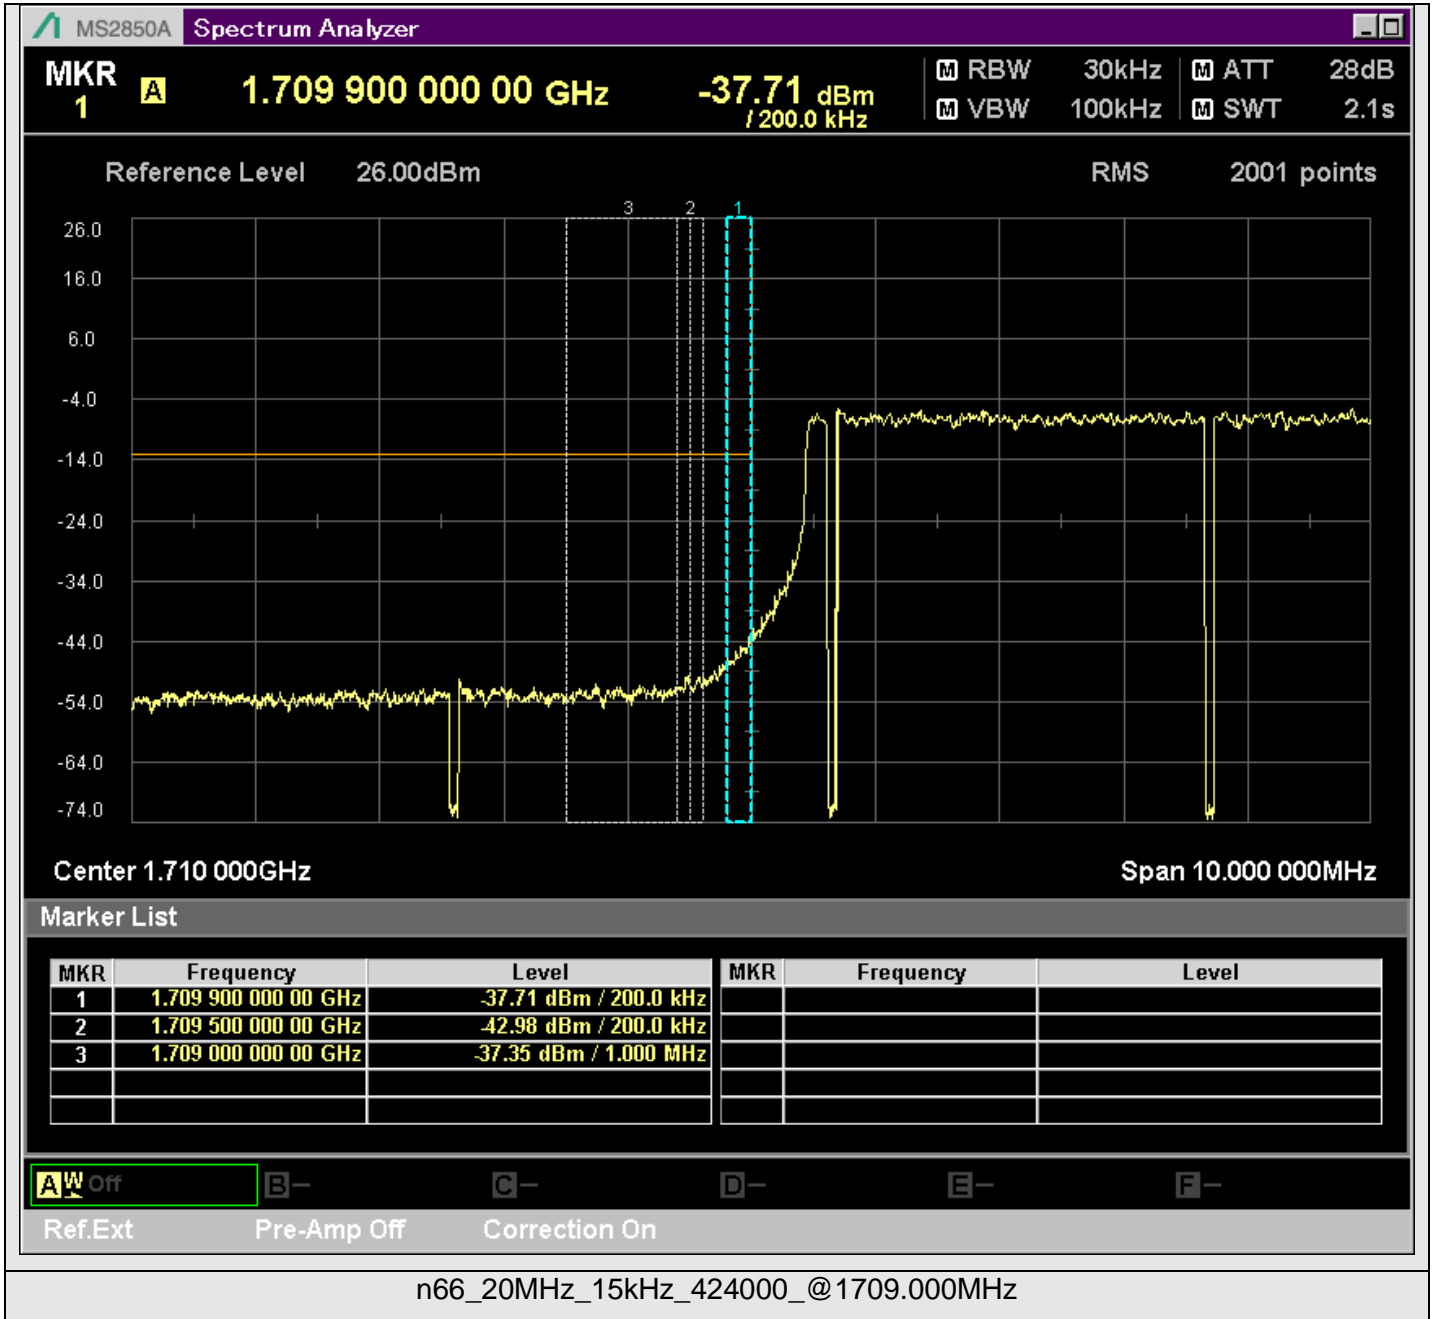 MS2850A Spectrum Analyzer
MKR 1 A 1.709 900 000 00 GHz -37.71 dBm / 200.0 kHz
M RBW 30kHz M ATT 28dB
M VBW 100kHz M SWT 2.1s
Reference Level 26.00dBm RMS 2001 points
3 2 1
26.0
16.0
6.0
-4.0
-14.0
-24.0
-34.0
-44.0
-54.0
-64.0
-74.0
Center 1.710 000GHz Span 10.000 000MHz
Marker List
MKR Frequency Level MKR Frequency Level
1 1.709 900 000 00 GHz -37.71 dBm / 200.0 kHz
2 1.709 500 000 00 GHz -42.98 dBm / 200.0 kHz
3 1.709 000 000 00 GHz -37.35 dBm / 1.000 MHz
A W Off B- C- D- E- F-
Ref.Ext Pre-Amp Off Correction On
n66_20MHz_15kHz_424000_@1709.000MHz